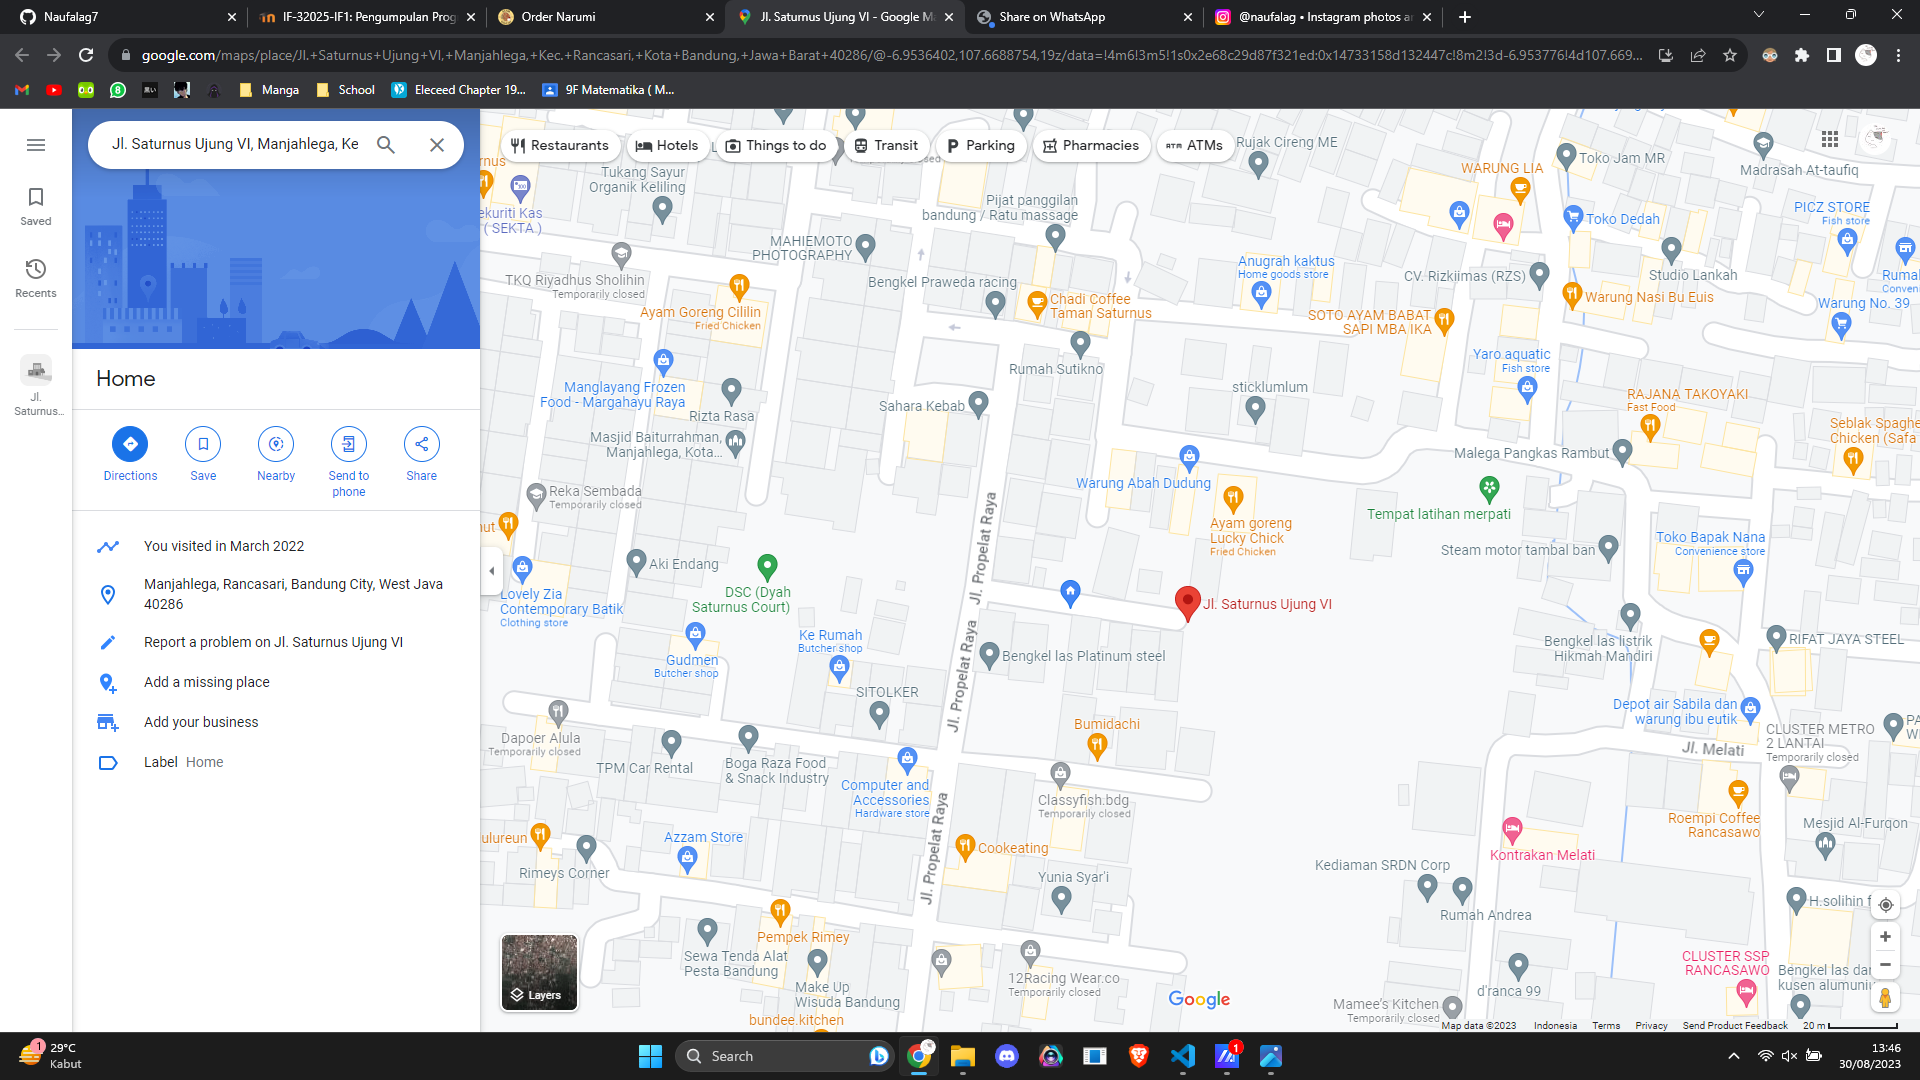 Naufalag7
IF-32025-IF1: Pengumpulan Prog
Order Narumi
Jl. Saturnus Ujung VI - Google Ma
Share on WhatsApp
@naufalag • Instagram photos a
google.com/maps/place/Jl.+Saturnus+Ujung+VI,+Manjahlega,+Kec.+Rancasari,+Kota+Bandung,+Jawa+Barat+40286/@-6.9536402,107.6688754,19z/data=!4m6!3m5!1s0x2e68c29d87f321ed:0x14733158d132447c!8m2!3d-6.953776!4d107.669...
Manga
School
Eleceed Chapter 19...
9F Matematika ( M...
Jl. Saturnus Ujung VI, Manjahlega, Ke
Saved
Recents
Jl.
Saturnus...
Home
Directions
Save
Nearby
Send to
phone
Share
You visited in March 2022
Manjahlega, Rancasari, Bandung City, West Java
40286
Report a problem on Jl. Saturnus Ujung VI
Add a missing place
Add your business
Label Home
Restaurants
Hotels
Things to do
Transit
Parking
Pharmacies
ATMs
Rujak Cireng ME
Toko Jam MR
Madrasah At-taufiq
WARUNG LIA
Tukang Sayur
Organik Keliling
ekuriti Kas
( SEKTA.)
Pijat panggilan
bandung / Ratu massage
PICZ STORE
Fish store
Toko Dedah
MAHIEMOTO
PHOTOGRAPHY
Anugrah kaktus
Home goods store
CV. Rizkiimas (RZS)
Studio Lankah
TKQ Riyadhus Sholihin
Temporarily closed
Bengkel Praweda racing
Chadi Coffee
Taman Saturnus
Warung Nasi Bu Euis
Warung No. 39
Ayam Goreng Cililin
Fried Chicken
SOTO AYAM BABAT
SAPI MBA IKA
Rumah Sutikno
Yaro aquatic
Fish store
Manglayang Frozen
Food - Margahayu Raya
Rizta Rasa
Sahara Kebab
sticklumlum
RAJANA TAKOYAKI
Fast Food
Masjid Baiturrahman,
Manjahlega, Kota...
Seblak Spaghe
Chicken (Safa
Malega Pangkas Rambut
Reka Sembada
Temporarily closed
Warung Abah Dudung
Tempat latihan merpati
Ayam goreng
Lucky Chick
Fried Chicken
Jl. Propelat Raya
Steam motor tambal ban
Toko Bapak Nana
Convenience store
Aki Endang
DSC (Dyah
Saturnus Court)
Lovely Zia
Contemporary Batik
Clothing store
Jl. Saturnus Ujung VI
Ke Rumah
Butcher shop
Gudmen
Butcher shop
Jl. Propelat Raya
Bengkel las Platinum steel
Bengkel las listrik
Hikmah Mandiri
RIFAT JAYA STEEL
SITOLKER
Bumidachi
Depot air Sabila dan
warung ibu eutik
CLUSTER METRO
2 LANTAI
Temporarily closed
Jl. Melati
Dapoer Alula
Temporarily closed
TPM Car Rental
Boga Raza Food
& Snack Industry
Computer and
Accessories
Hardware store
Classyfish.bdg
Temporarily closed
Jl. Propelat Raya
Roempi Coffee
Rancasawo
Mesjid Al-Furqon
Azzam Store
Cookeating
Kontrakan Melati
Rimeys Corner
Yunia Syar'i
Kediaman SRDN Corp
Rumah Andrea
H.solihin f
Pempek Rimey
Sewa Tenda Alat
Pesta Bandung
Make Up
Wisuda Bandung
12Racing Wear.co
Temporarily closed
d'ranca 99
CLUSTER SSP
RANCASAWO
Bengkel las da
kusen alumuniu
Mamee's Kitchen
Temporarily closed
bundee.kitchen
Layers
Google
Map data ©2023
Indonesia
Terms
Privacy
Send Product Feedback
20 m
1
29°C
Kabut
Search
1
13:46
30/08/2023